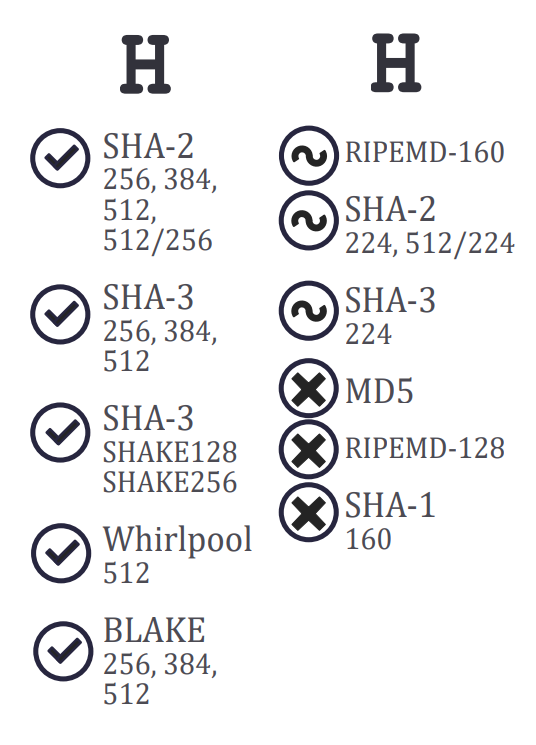 H
SHA-2
256, 384,
512,
512/256
SHA-3
256, 384,
512
SHA-3
SHAKE128
SHAKE256
Whirlpool
512
BLAKE
256, 384,
512
H
RIPEMD-160
SHA-2
224, 512/224
SHA-3
224
MD5
RIPEMD-128
SHA-1
160